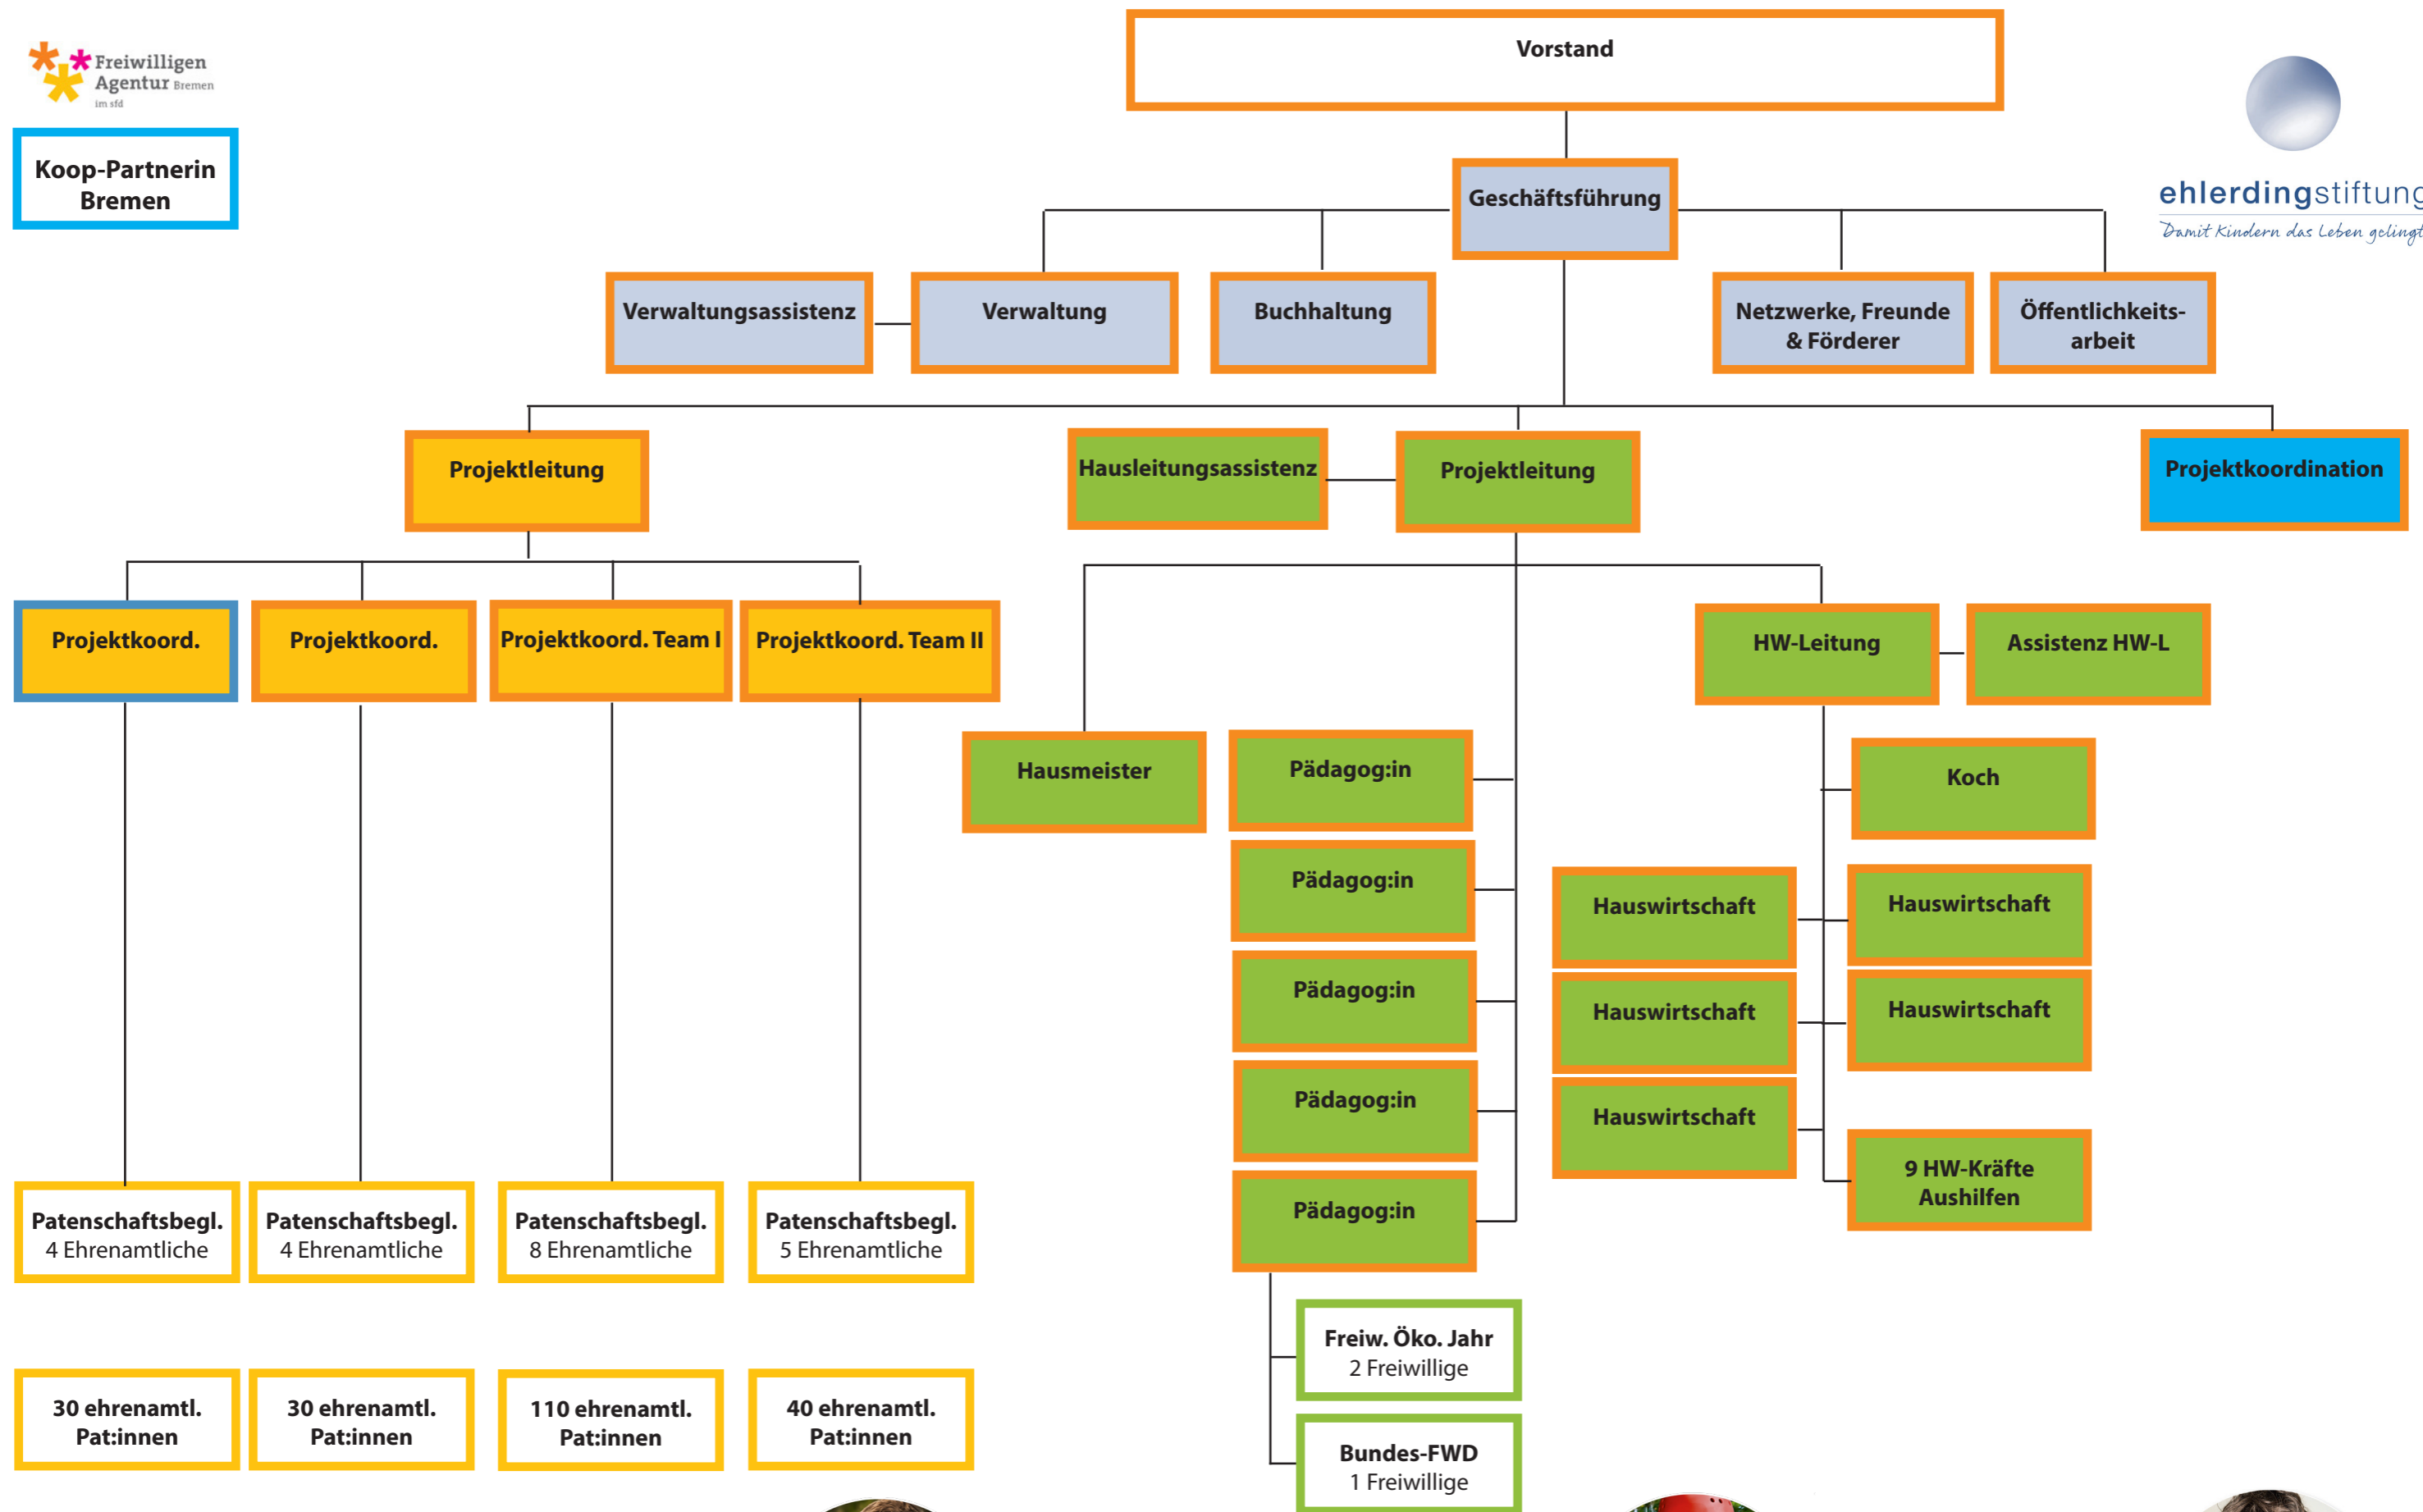 Freiwilligen
Agentur Bremen
im sfd
Koop-Partnerin
Bremen
Vorstand
ehlerdingstiftung
Damit Kindern das Leben gelingt
Geschäftsführung
Verwaltungsassistenz
Verwaltung
Buchhaltung
Netzwerke, Freunde
& Förderer
Öffentlichkeits-
arbeit
Projektleitung
Hausleitungsassistenz
Projektleitung
Projektkoordination
Projektkoord.
Projektkoord.
Projektkoord. Team I
Projektkoord. Team II
HW-Leitung
Assistenz HW-L
Hausmeister
Pädagog:in
Koch
Pädagog:in
Hauswirtschaft
Hauswirtschaft
Pädagog:in
Hauswirtschaft
Hauswirtschaft
Pädagog:in
Hauswirtschaft
9 HW-Kräfte
Aushilfen
Pädagog:in
Patenschaftsbegl.
4 Ehrenamtliche
Patenschaftsbegl.
4 Ehrenamtliche
Patenschaftsbegl.
8 Ehrenamtliche
Patenschaftsbegl.
5 Ehrenamtliche
Freiw. Öko. Jahr
2 Freiwillige
30 ehrenamtl.
Pat:innen
30 ehrenamtl.
Pat:innen
110 ehrenamtl.
Pat:innen
40 ehrenamtl.
Pat:innen
Bundes-FWD
1 Freiwillige